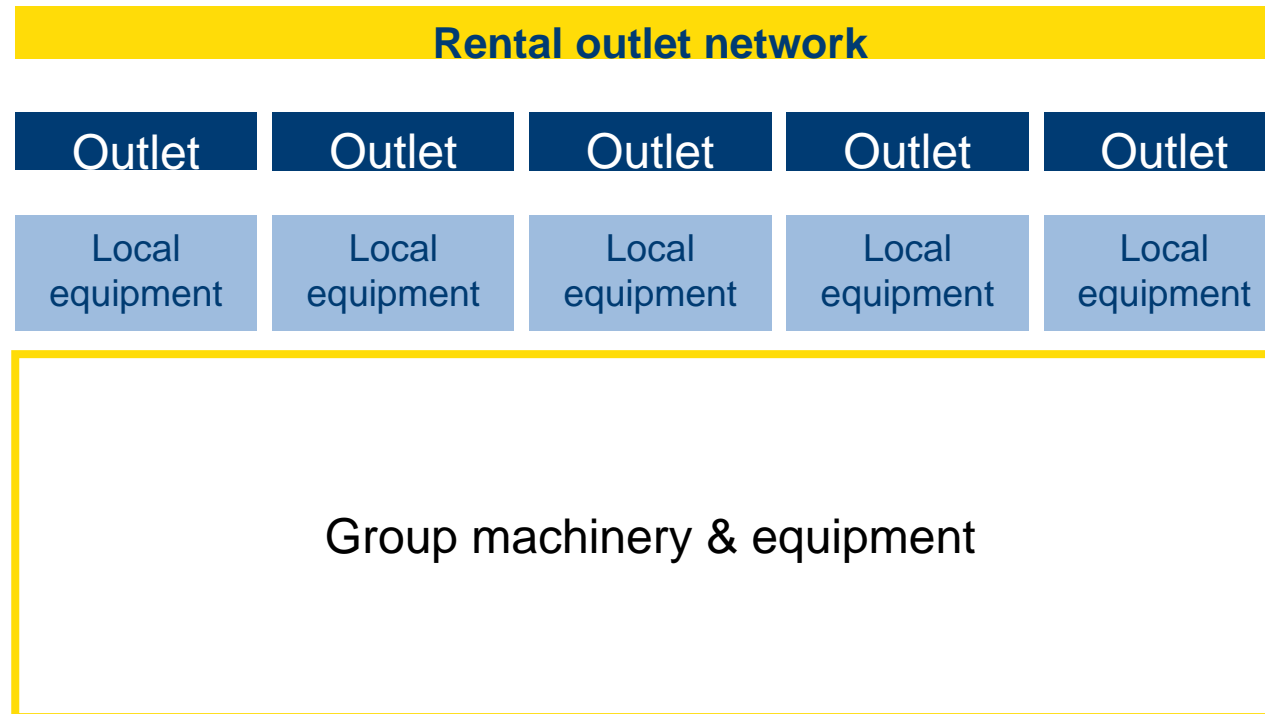 Rental outlet network
Outlet Outlet Outlet Outlet Outlet
Local Local Local Local Local
equipment equipment equipment equipment equipment
Group machinery & equipment